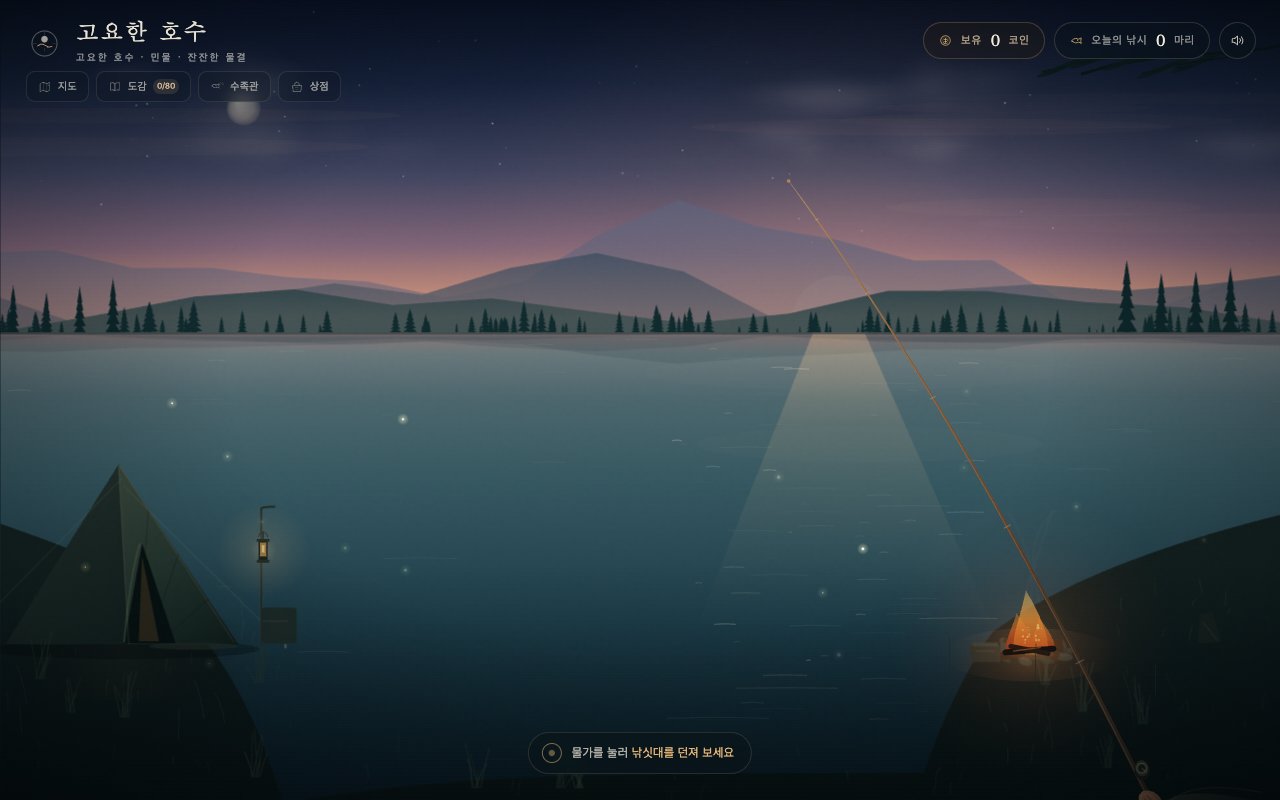 고요한 호수
고요한 호수 · 민물 · 잔잔한 물결
보유 0 코인
오늘의 낚시 0 마리
지도
도감 0/80
수족관
상점
물가를 눌러 낚싯대를 던져 보세요